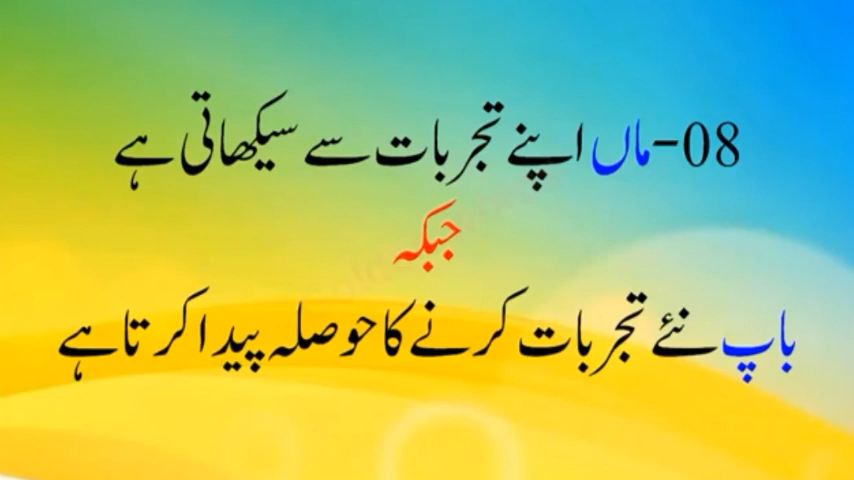 08-ماں اپنے تجربات سے سیکھاتی ہے
جبکہ
باپ نئے تجربات کرنے کا حوصلہ پیدا کرتا ہے